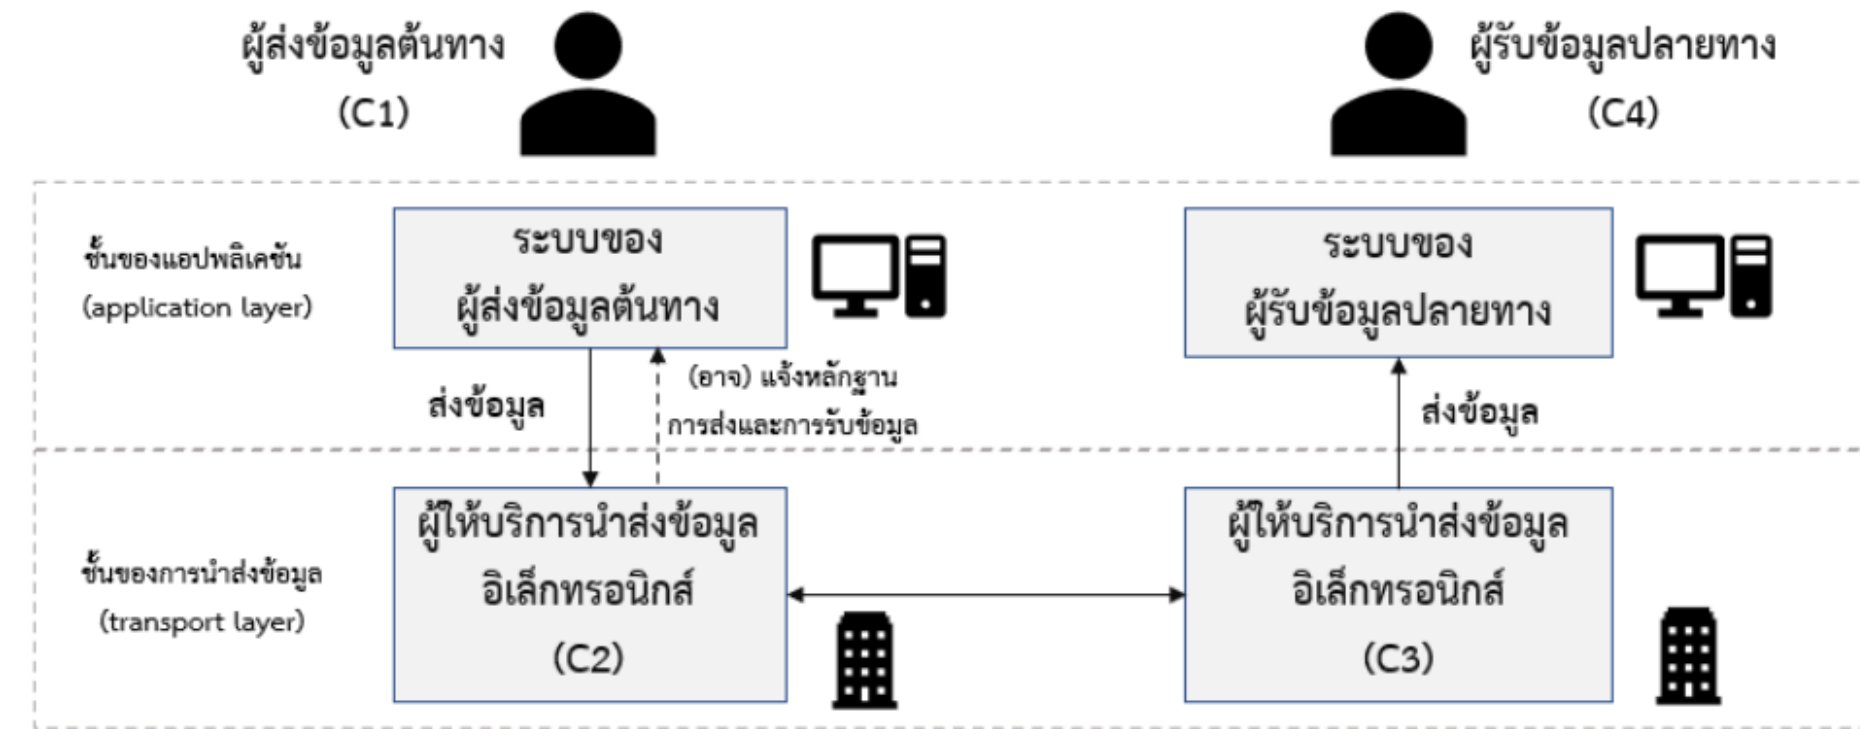 ผู้ส่งข้อมูลต้นทาง
(C1)
ผู้รับข้อมูลปลายทาง
(C4)
ชั้นของแอปพลิเคชัน
(application layer)
ระบบของ
ผู้ส่งข้อมูลต้นทาง
ระบบของ
ผู้รับข้อมูลปลายทาง
ส่งข้อมูล
(อาจ) แจ้งหลักฐาน
การส่งและการรับข้อมูล
ส่งข้อมูล
ชั้นของการนำส่งข้อมูล
(transport layer)
ผู้ให้บริการนำส่งข้อมูล
อิเล็กทรอนิกส์
(C2)
ผู้ให้บริการนำส่งข้อมูล
อิเล็กทรอนิกส์
(C3)